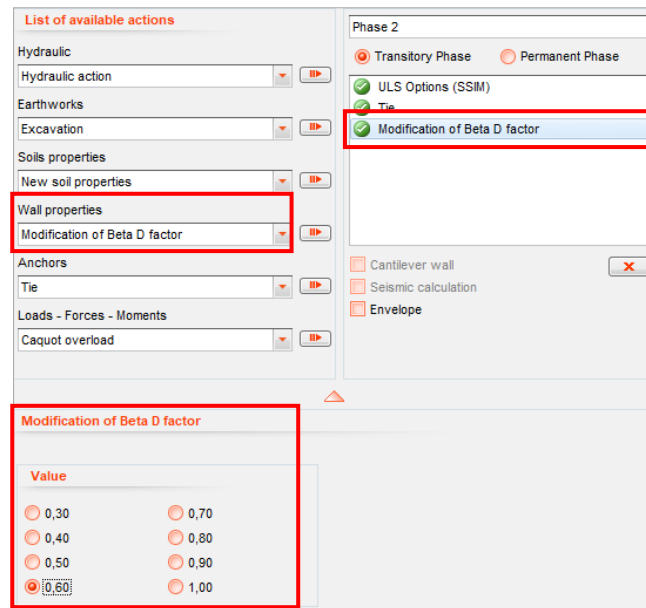 List of available actions
Hydraulic
Hydraulic action
Earthworks
Excavation
Soils properties
New soil properties
Wall properties
Modification of Beta D factor
Anchors
Tie
Loads - Forces - Moments
Caquot overload
Phase 2
Transitory Phase Permanent Phase
ULS Options (SSIM)
Tie
Modification of Beta D factor
Cantilever wall
Seismic calculation
Envelope
Modification of Beta D factor
Value
0,30 0,70
0,40 0,80
0,50 0,90
0,60 1,00